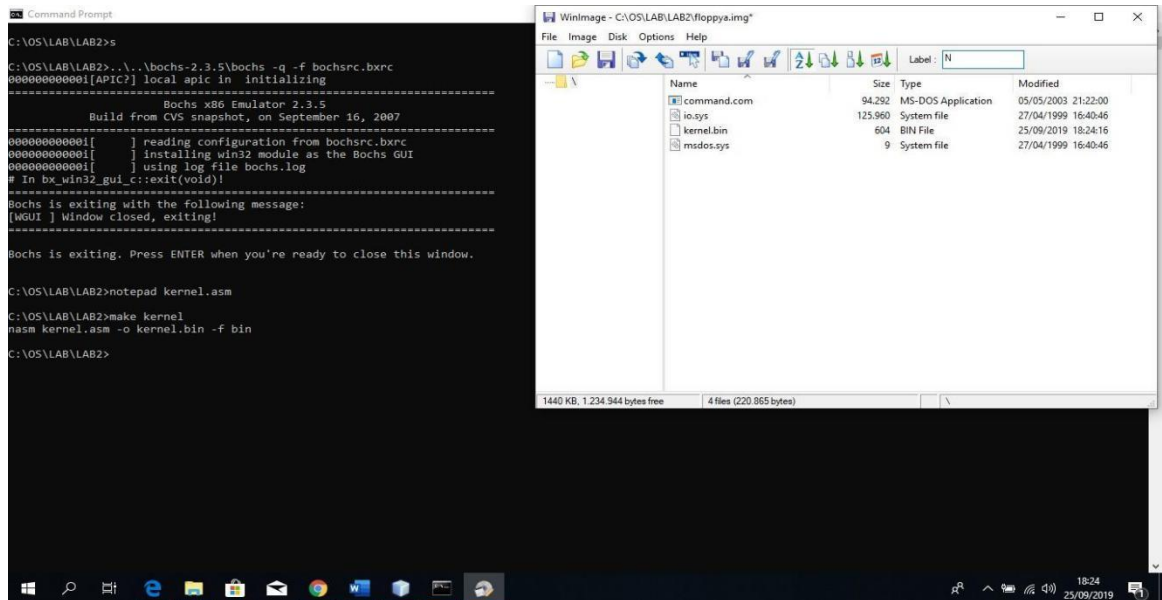 Command Prompt
C:\OS\LAB\LAB2>s
C:\OS\LAB\LAB2>..\..\bochs-2.3.5\bochs -q -f bochsrc.bxrc
00000000000i[APIC?] local apic in  initializing
========================================================================
Bochs x86 Emulator 2.3.5
Build from CVS snapshot, on September 16, 2007
========================================================================
00000000000i[     ] reading configuration from bochsrc.bxrc
00000000000i[     ] installing win32 module as the Bochs GUI
00000000000i[     ] using log file bochs.log
# In bx_win32_gui_c::exit(void)!
========================================================================
Bochs is exiting with the following message:
[WGUI ] Window closed, exiting!
========================================================================
Bochs is exiting. Press ENTER when you're ready to close this window.
C:\OS\LAB\LAB2>notepad kernel.asm
C:\OS\LAB\LAB2>make kernel
nasm kernel.asm -o kernel.bin -f bin
C:\OS\LAB\LAB2>
WinImage - C:\OS\LAB\LAB2\floppya.img*
File Image Disk Options Help
Label : N
\
Name Size Type Modified
command.com 94.292 MS-DOS Application 05/05/2003 21:22:00
io.sys 125.960 System file 27/04/1999 16:40:46
kernel.bin 604 BIN File 25/09/2019 18:24:16
msdos.sys 9 System file 27/04/1999 16:40:46
1440 KB, 1.234.944 bytes free 4 files (220.865 bytes) \
18:24
25/09/2019